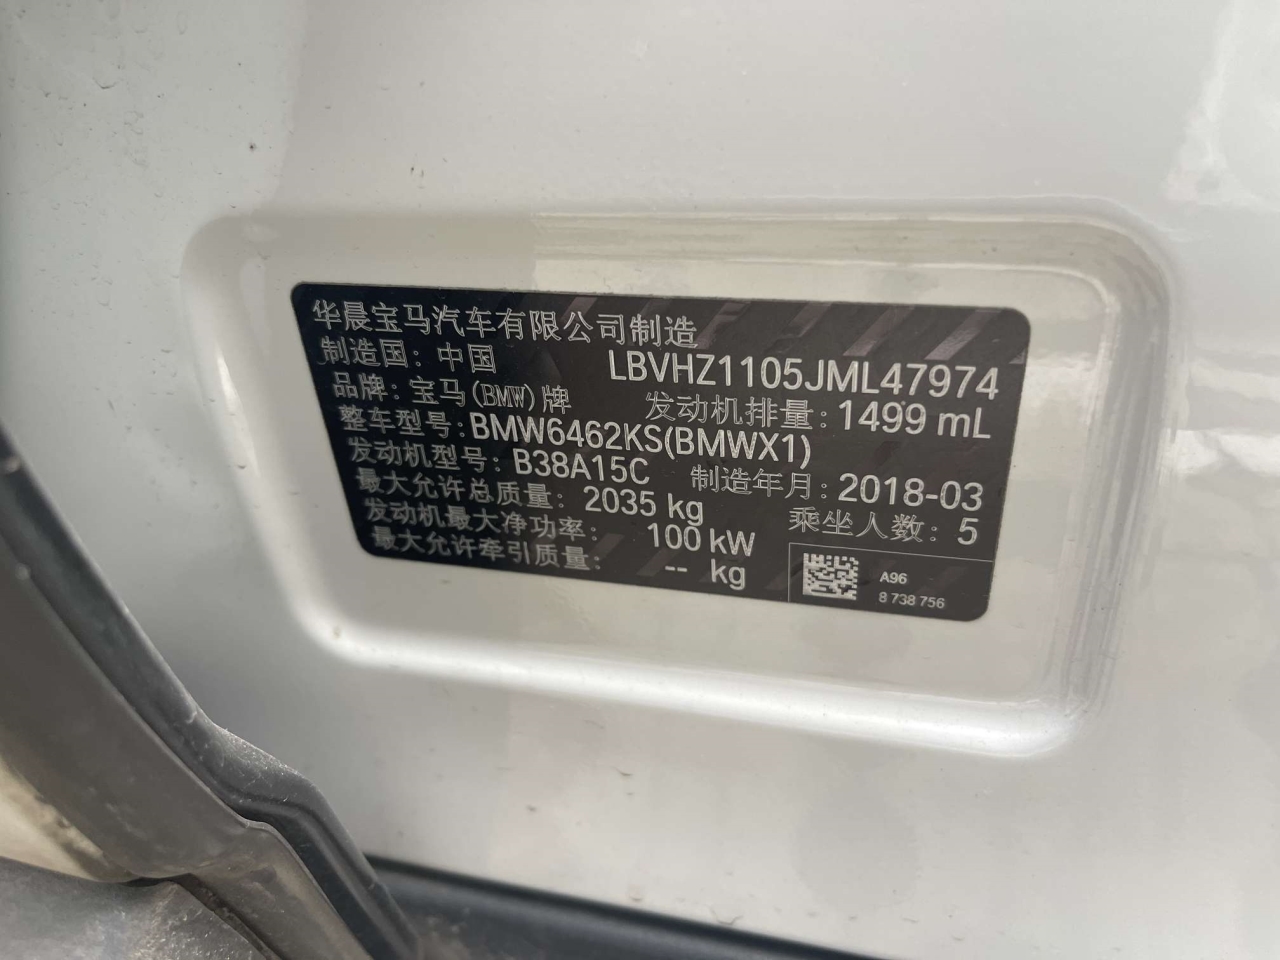 华晨宝马汽车有限公司制造
制造国：中国 LBVHZ1105JML47974
品牌：宝马(BMW)牌 发动机排量：1499 mL
整车型号：BMW6462KS(BMWX1)
发动机型号：B38A15C 制造年月：2018-03
最大允许总质量：2035 kg 乘坐人数：5
发动机最大净功率：100 kW
最大允许牵引质量：-- kg
A96
8 738 756